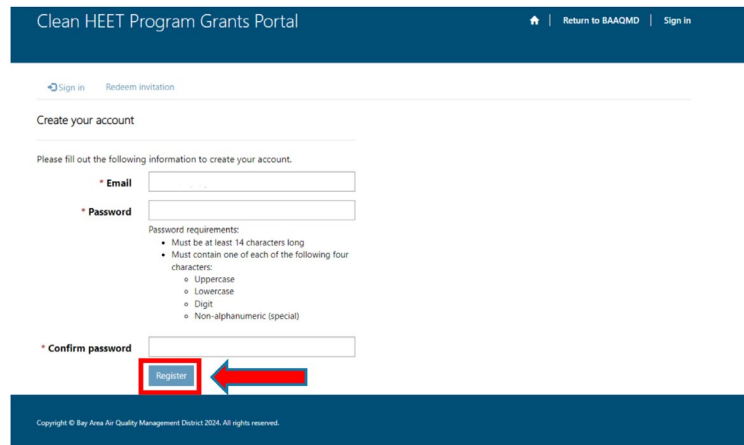 Clean HEET Program Grants Portal
Return to BAAQMD | Sign in
Sign in Redeem invitation
Create your account
Please fill out the following information to create your account.
* Email
* Password
Password requirements:
• Must be at least 14 characters long
• Must contain one of each of the following four
characters:
o Uppercase
o Lowercase
o Digit
o Non-alphanumeric (special)
* Confirm password
Register
Copyright © Bay Area Air Quality Management District 2024. All rights reserved.